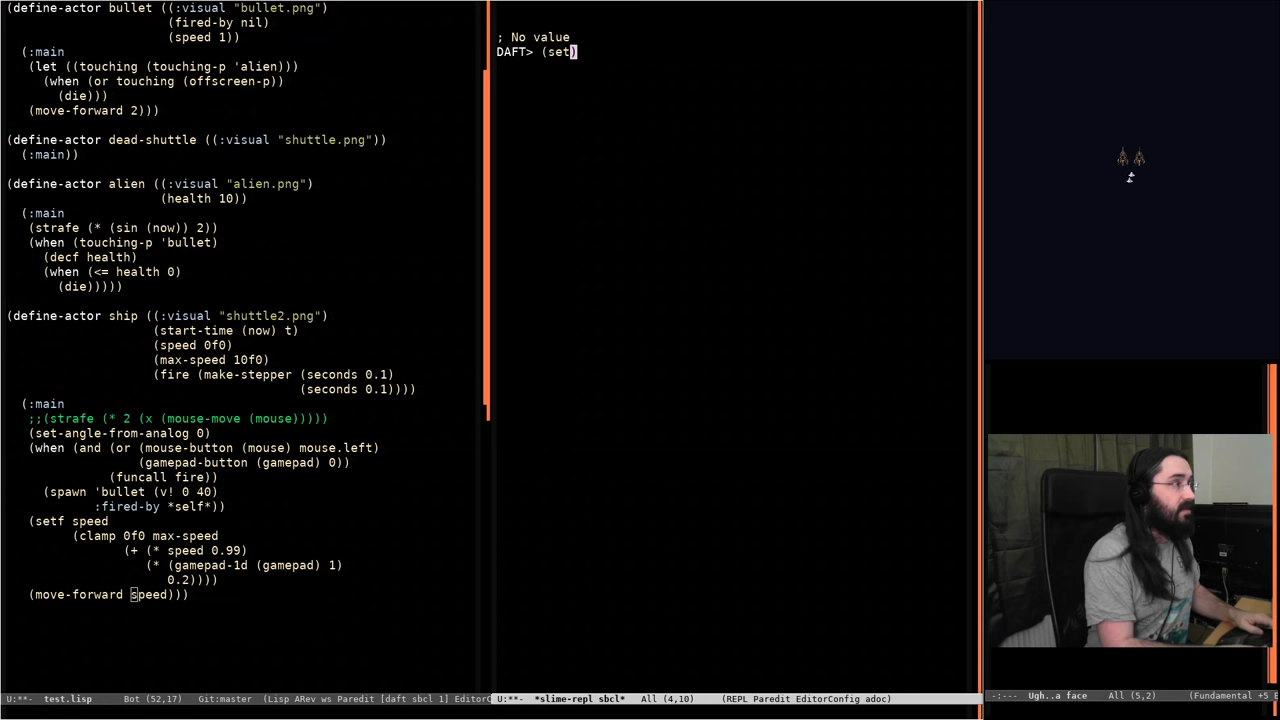 (define-actor bullet ((:visual "bullet.png")
                      (fired-by nil)
                      (speed 1))
  (:main
   (let ((touching (touching-p 'alien)))
     (when (or touching (offscreen-p))
       (die)))
   (move-forward 2)))

(define-actor dead-shuttle ((:visual "shuttle.png"))
  (:main))

(define-actor alien ((:visual "alien.png")
                     (health 10))
  (:main
   (strafe (* (sin (now)) 2))
   (when (touching-p 'bullet)
     (decf health)
     (when (<= health 0)
       (die)))))

(define-actor ship ((:visual "shuttle2.png")
                    (start-time (now) t)
                    (speed 0f0)
                    (max-speed 10f0)
                    (fire (make-stepper (seconds 0.1)
                                        (seconds 0.1))))
  (:main
   ;;(strafe (* 2 (x (mouse-move (mouse)))))
   (set-angle-from-analog 0)
   (when (and (or (mouse-button (mouse) mouse.left)
                  (gamepad-button (gamepad) 0))
              (funcall fire))
     (spawn 'bullet (v! 0 40)
            :fired-by *self*))
   (setf speed
         (clamp 0f0 max-speed
                (+ (* speed 0.99)
                   (* (gamepad-1d (gamepad) 1)
                      0.2))))
   (move-forward speed)))
U:**-  test.lisp      Bot (52,17)   Git:master  (Lisp ARev ws Paredit [daft sbcl 1] EditorC
; No value
DAFT> (set)
U:**-  *slime-repl sbcl*   All (4,10)    (REPL Paredit EditorConfig adoc)
-:---  Ugh..a face    All (5,2)      (Fundamental +5 E